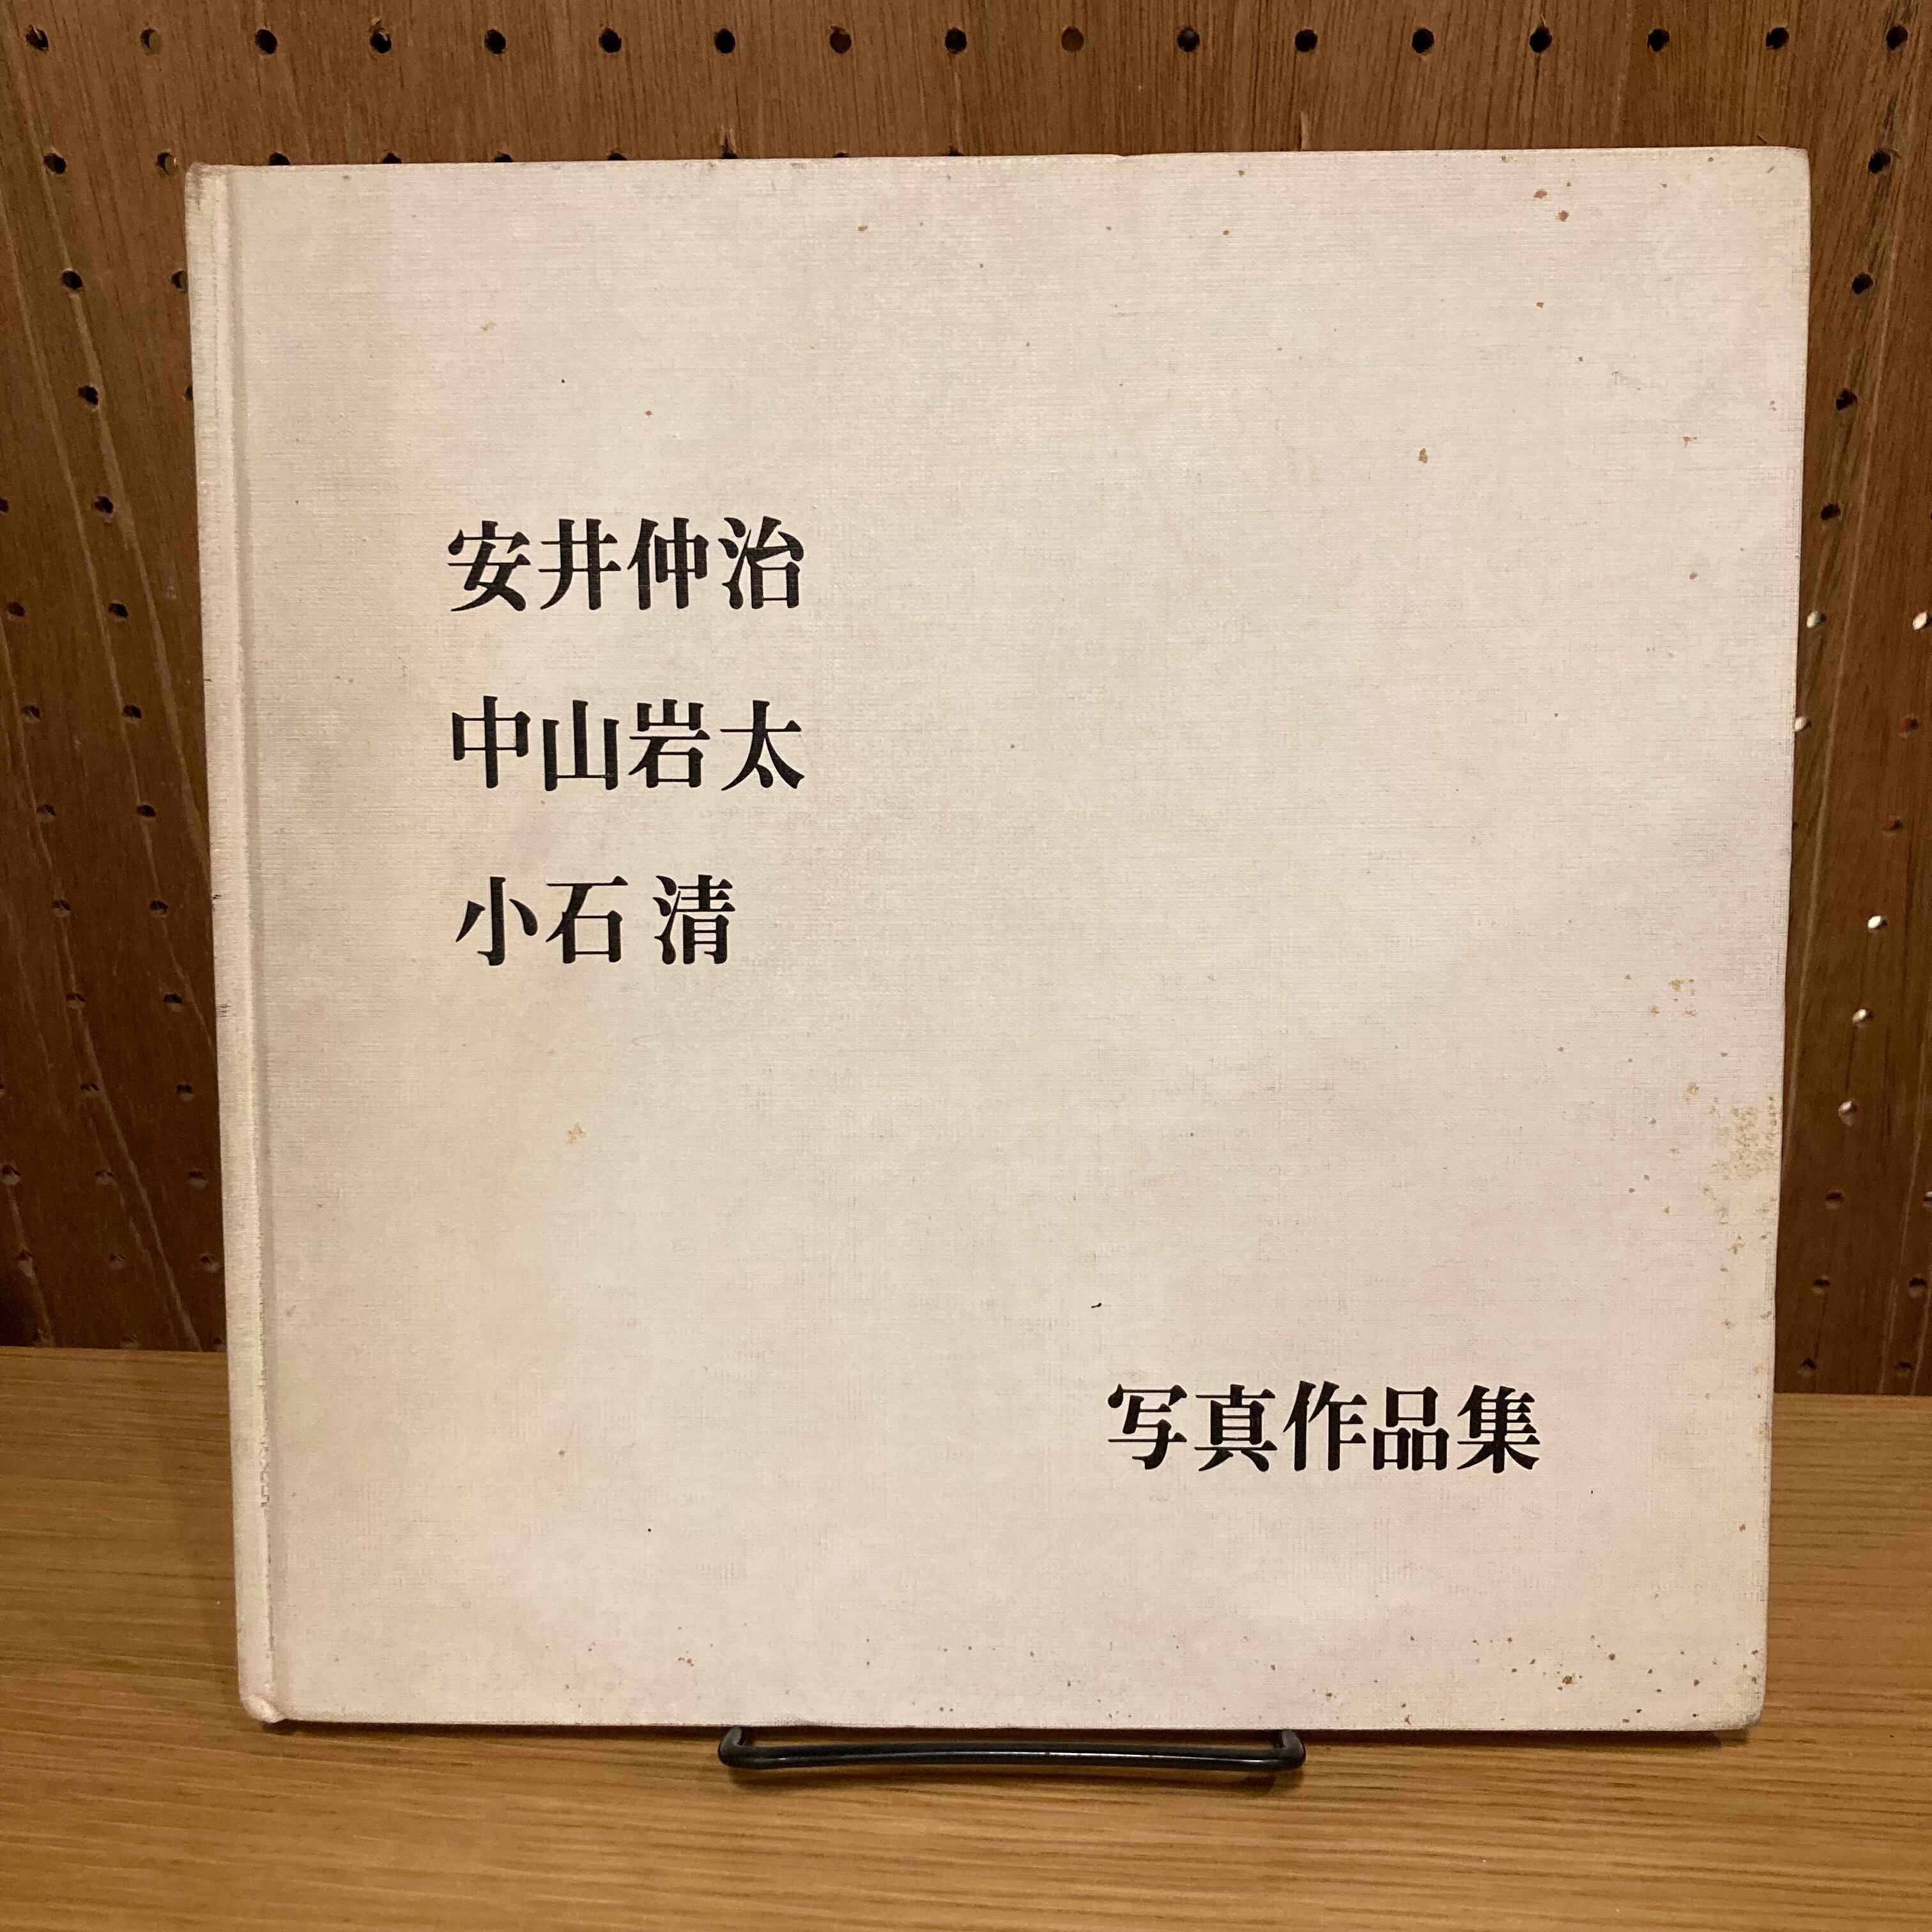 安井仲治
中山岩太
小石 清
写真作品集